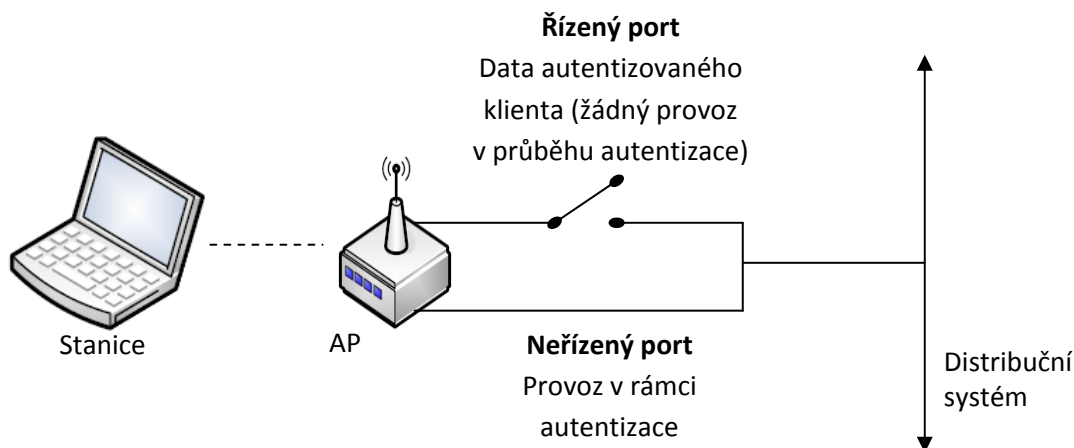 Řízený port
Data autentizovaného
klienta (žádný provoz
v průběhu autentizace)
Stanice
AP
Neřízený port
Provoz v rámci
autentizace
Distribuční
systém